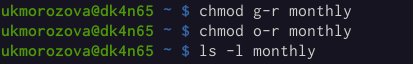 ukmorozova@dk4n65 ~ $ chmod g-r monthly
ukmorozova@dk4n65 ~ $ chmod o-r monthly
ukmorozova@dk4n65 ~ $ ls -l monthly